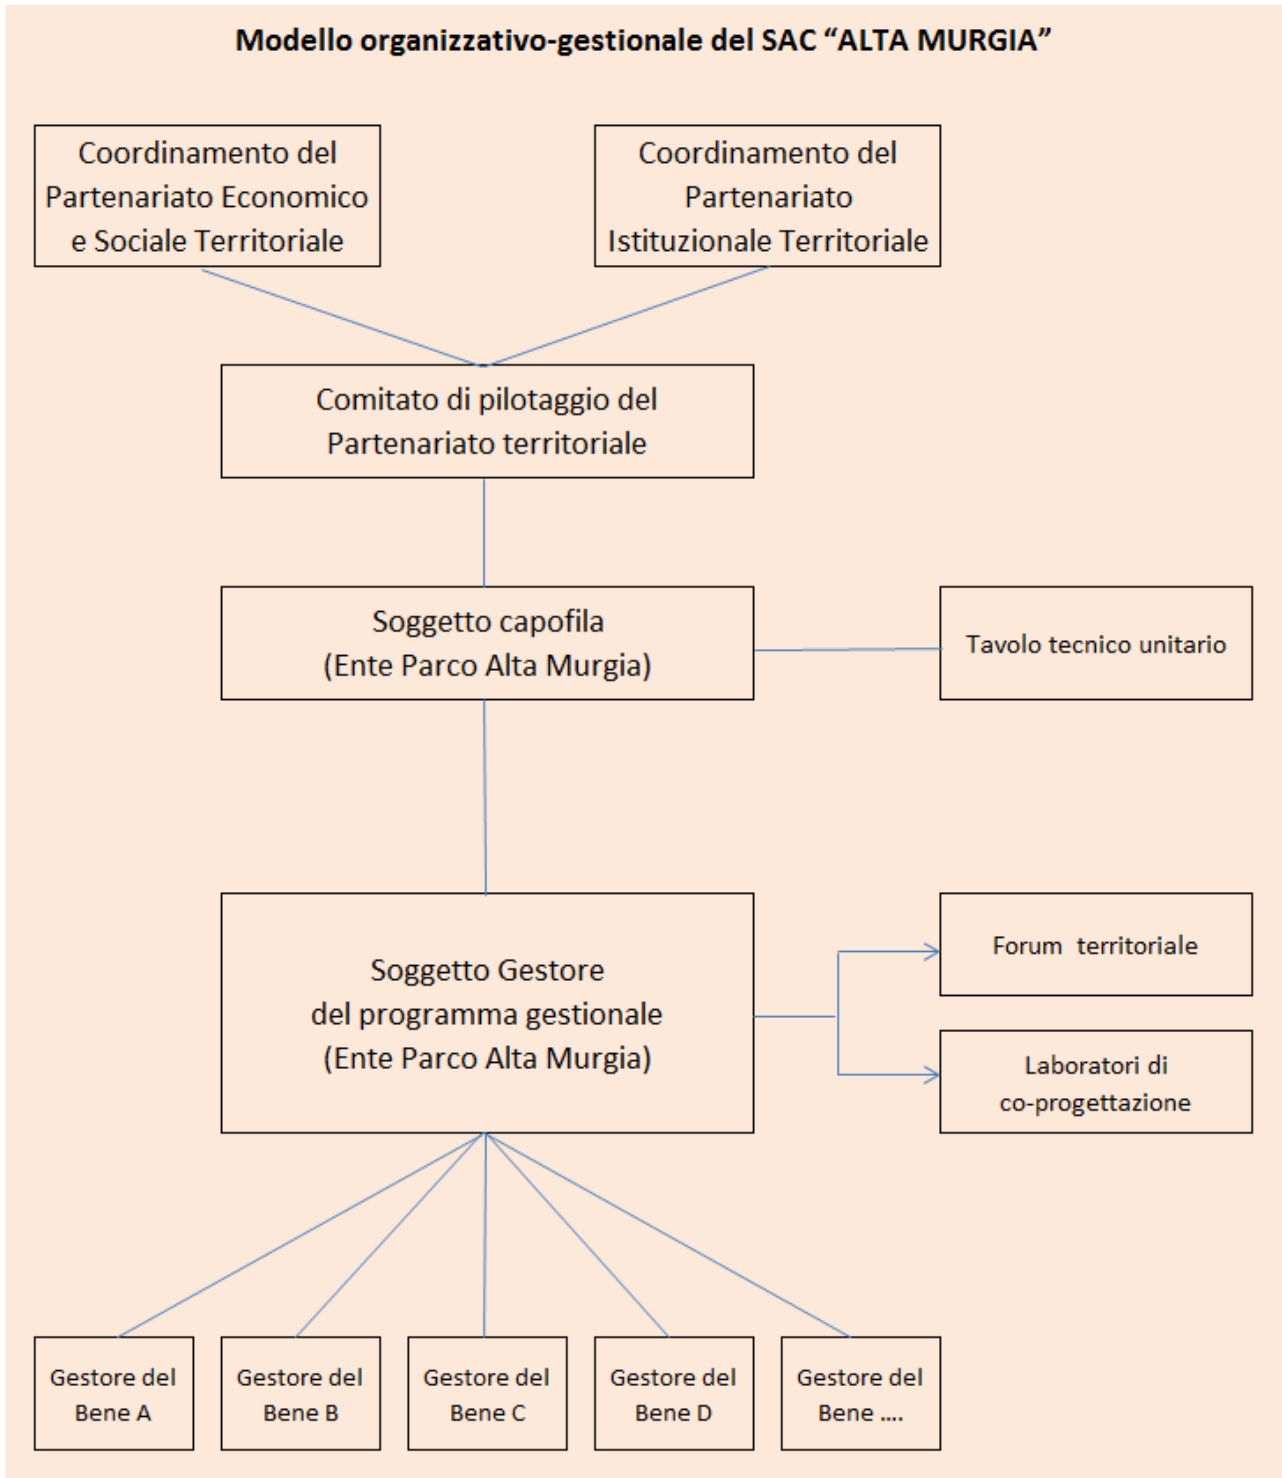 Modello organizzativo-gestionale del SAC “ALTA MURGIA”
Coordinamento del
Partenariato Economico
e Sociale Territoriale
Coordinamento del
Partenariato
Istituzionale Territoriale
Comitato di pilotaggio del
Partenariato territoriale
Soggetto capofila
(Ente Parco Alta Murgia)
Tavolo tecnico unitario
Soggetto Gestore
del programma gestionale
(Ente Parco Alta Murgia)
Forum territoriale
Laboratori di
co-progettazione
Gestore del
Bene A
Gestore del
Bene B
Gestore del
Bene C
Gestore del
Bene D
Gestore del
Bene ....